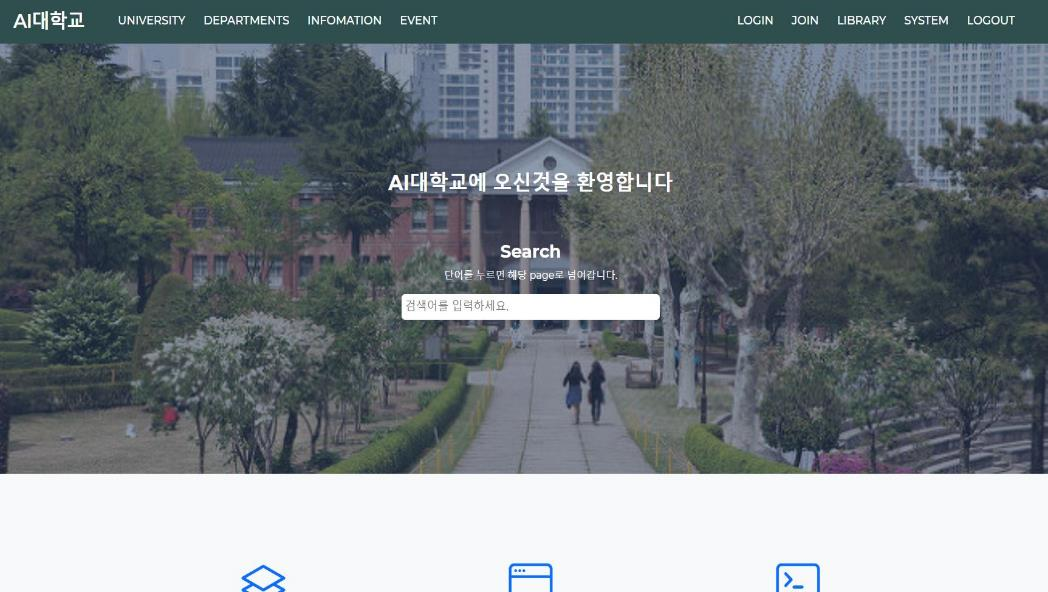 AI대학교 UNIVERSITY DEPARTMENTS INFOMATION EVENT LOGIN JOIN LIBRARY SYSTEM LOGOUT
AI대학교에 오신것을 환영합니다
Search
단어를 누르면 해당 page로 넘어갑니다.
검색어를 입력하세요.